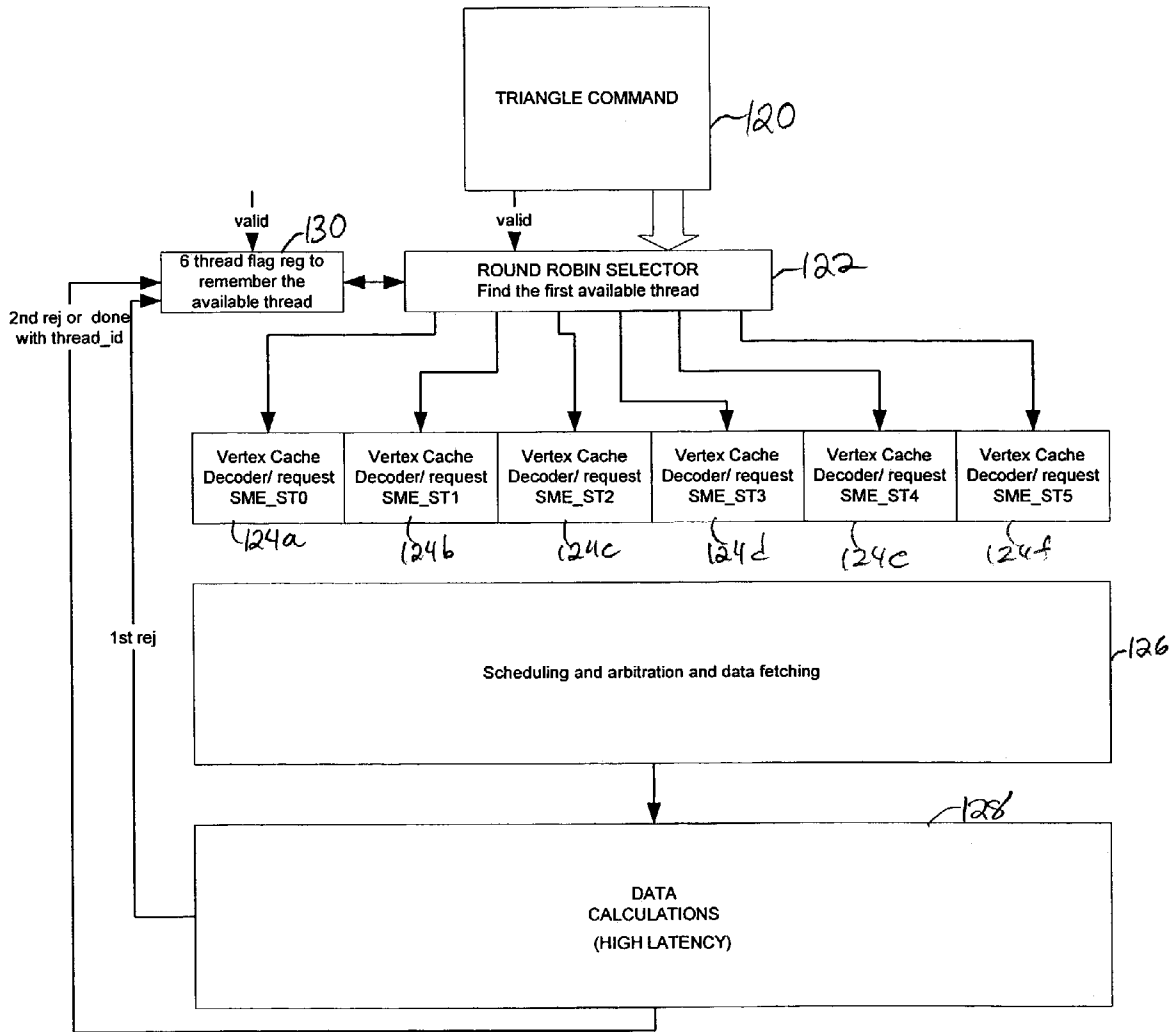 TRIANGLE COMMAND
120
valid
valid
130
6 thread flag reg to
remember the
available thread
ROUND ROBIN SELECTOR
Find the first available thread
122
2nd rej or done
with thread_id
Vertex Cache
Decoder/ request
SME_ST0
Vertex Cache
Decoder/ request
SME_ST1
Vertex Cache
Decoder/ request
SME_ST2
Vertex Cache
Decoder/ request
SME_ST3
Vertex Cache
Decoder/ request
SME_ST4
Vertex Cache
Decoder/ request
SME_ST5
124a
124b
124c
124d
124e
124f
1st rej
Scheduling and arbitration and data fetching
126
128
DATA
CALCULATIONS
(HIGH LATENCY)